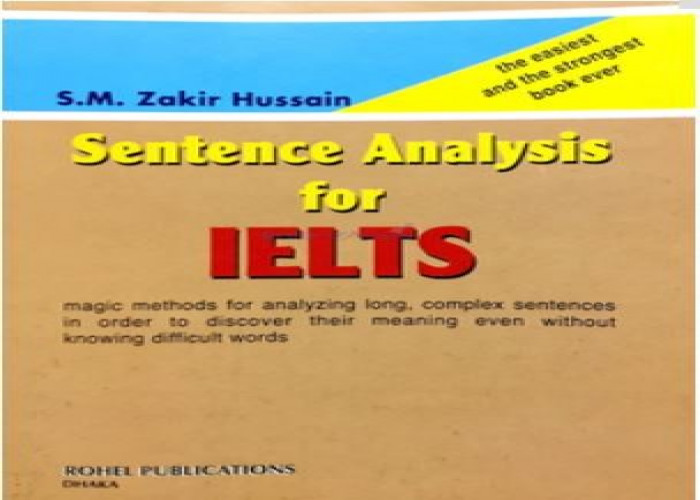 the easiest
and the strongest
book ever
S.M. Zakir Hussain
Sentence Analysis
for
IELTS
magic methods for analyzing long, complex sentences
in order to discover their meaning even without
knowing difficult words
ROHEL PUBLICATIONS
DHAKA